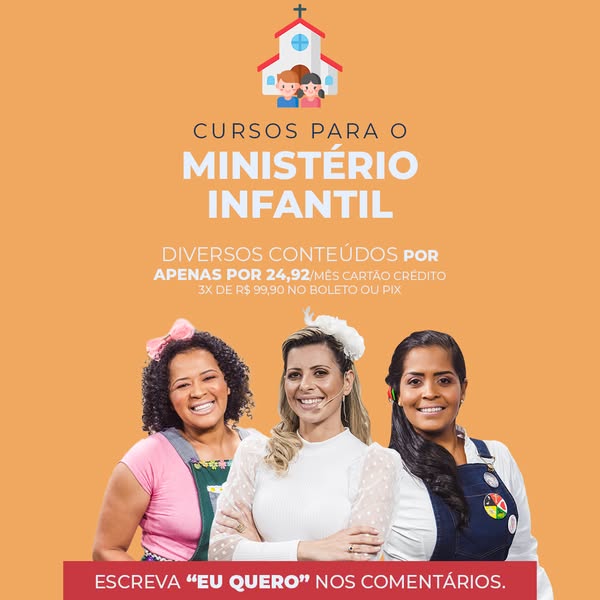 CURSOS PARA O
MINISTÉRIO
INFANTIL
DIVERSOS CONTEÚDOS POR
APENAS POR 24,92/MÊS CARTÃO CRÉDITO
3X DE R$ 99,90 NO BOLETO OU PIX
ESCREVA “EU QUERO” NOS COMENTÁRIOS.